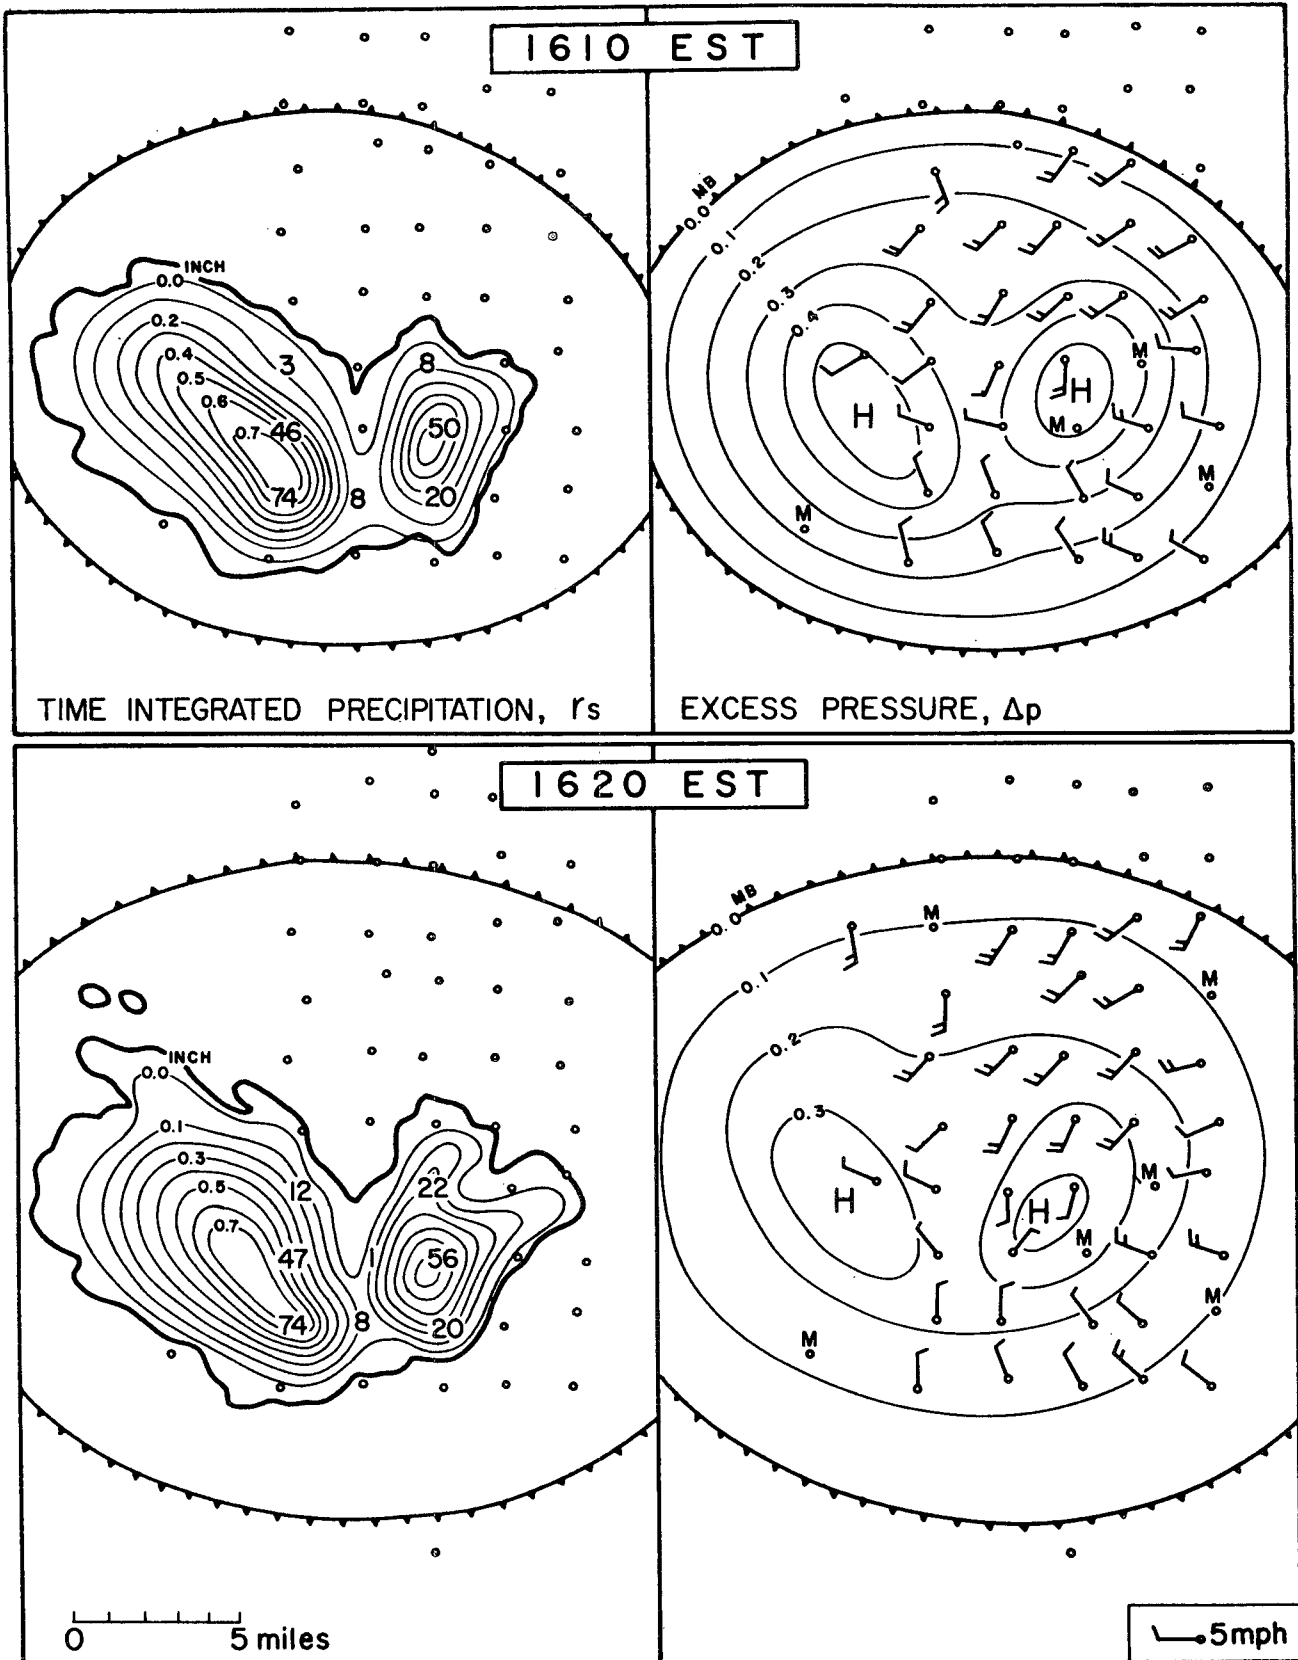 1610 EST
INCH
0.0
0.2
0.4
0.5
0.6
0.7
3
8
46
50
74
8
20
TIME INTEGRATED PRECIPITATION, rs
MB
0.0
0.1
0.2
0.3
0.4
M
H
H
M
M
M
EXCESS PRESSURE, Δp
1620 EST
INCH
0.0
0.1
0.3
0.5
0.7
12
22
47
1
56
74
8
20
0 5 miles
MB
0.0
M
0.1
M
0.2
0.3
M
H
H
M
M
M
5mph